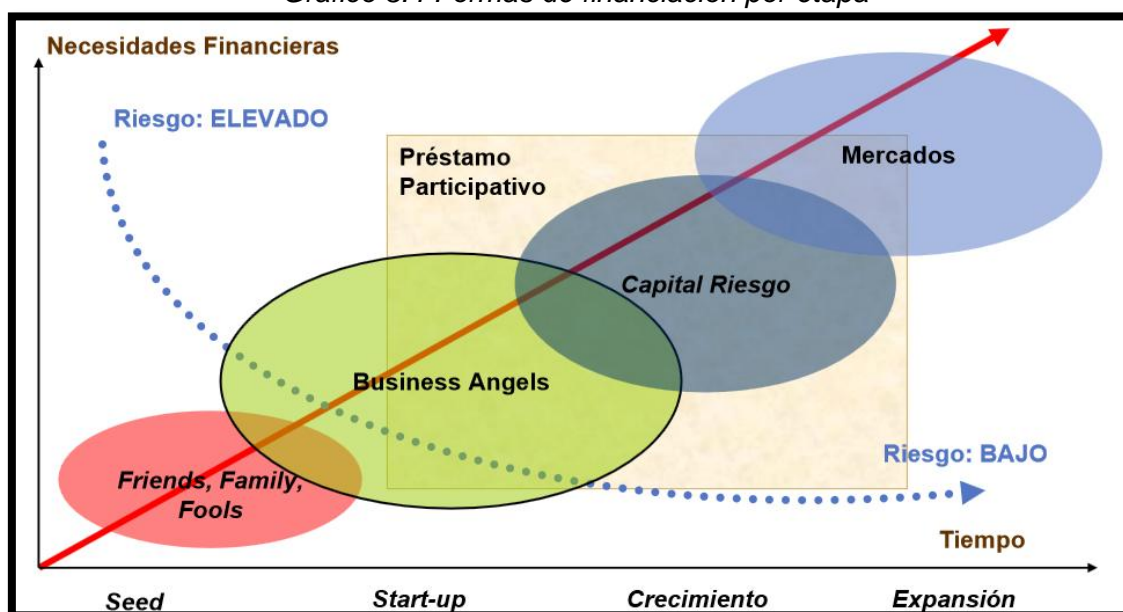 Necesidades Financieras
Riesgo: ELEVADO
Préstamo
Participativo
Mercados
Capital Riesgo
Business Angels
Riesgo: BAJO
Friends, Family,
Fools
Tiempo
Seed
Start-up
Crecimiento
Expansión